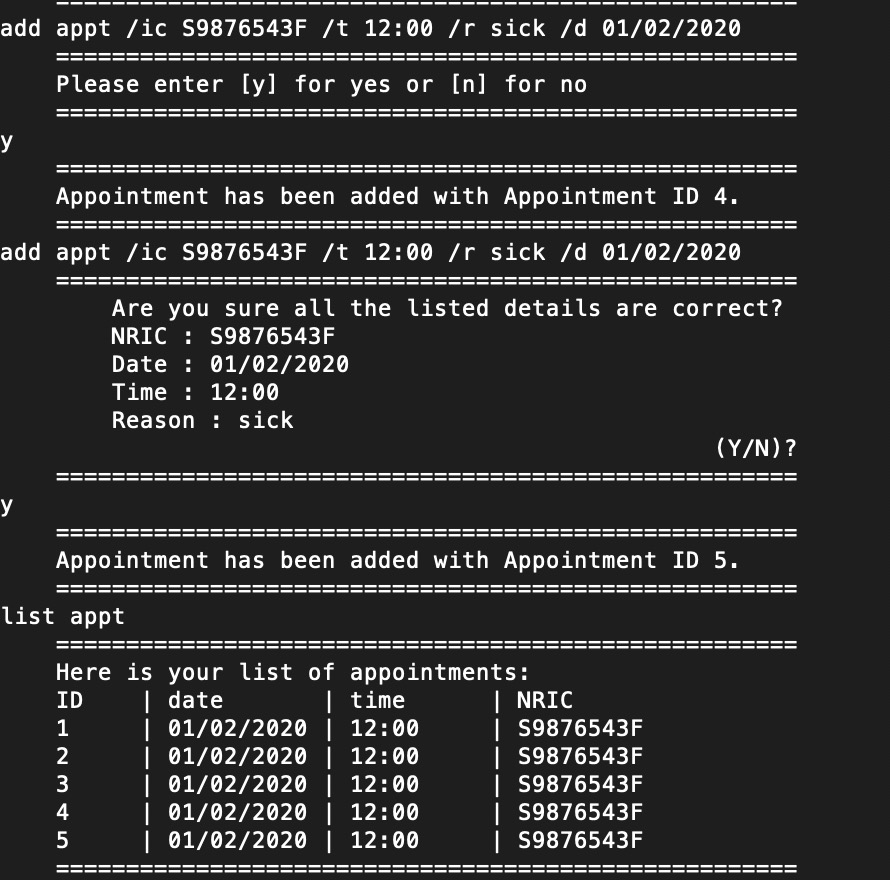 =====================================================
add appt /ic S9876543F /t 12:00 /r sick /d 01/02/2020
=====================================================
Please enter [y] for yes or [n] for no
=====================================================
y
=====================================================
Appointment has been added with Appointment ID 4.
=====================================================
add appt /ic S9876543F /t 12:00 /r sick /d 01/02/2020
=====================================================
Are you sure all the listed details are correct?
NRIC : S9876543F
Date : 01/02/2020
Time : 12:00
Reason : sick
(Y/N)?
=====================================================
y
=====================================================
Appointment has been added with Appointment ID 5.
=====================================================
list appt
=====================================================
Here is your list of appointments:
ID | date | time | NRIC
1 | 01/02/2020 | 12:00 | S9876543F
2 | 01/02/2020 | 12:00 | S9876543F
3 | 01/02/2020 | 12:00 | S9876543F
4 | 01/02/2020 | 12:00 | S9876543F
5 | 01/02/2020 | 12:00 | S9876543F
=====================================================